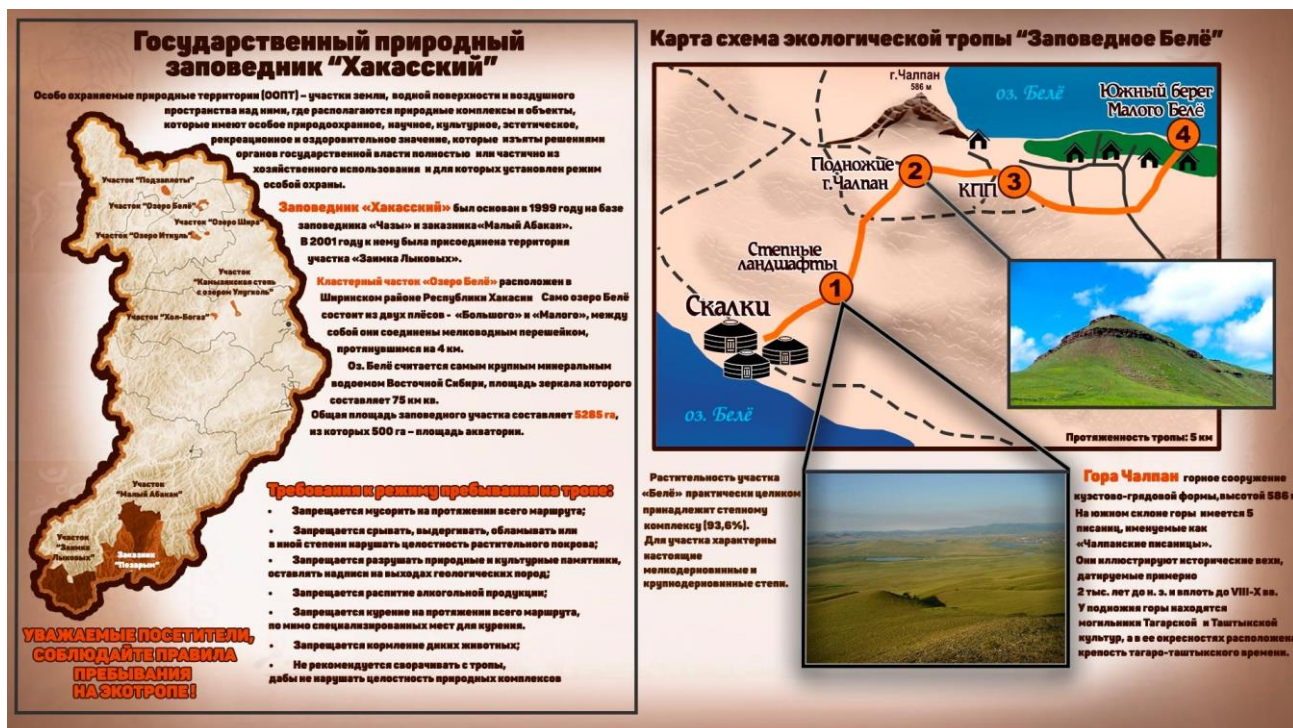 Государственный природный
заповедник “Хакасский”
Особо охраняемые природные территории (ООПТ) – участки земли, водной поверхности и воздушного
пространства над ними, где располагаются природные комплексы и объекты,
которые имеют особое природоохранное, научное, культурное, эстетическое,
рекреационное и оздоровительное значение, которые изъяты решениями
органов государственной власти полностью или частично из
хозяйственного использования и для которых установлен режим
особой охраны.
Заповедник «Хакасский» был основан в 1999 году на базе
заповедника «Чазы» и заказника«Малый Абакан».
В 2001 году к нему была присоединена территория
участка «Заимка Лыковых».
Кластерный часток «Озеро Белё» расположен в
Ширинском районе Республики Хакасии Само озеро Белё
состоит из двух плёсов - «Большого» и «Малого», между
собой они соединены мелководным перешейком,
протянувшимся на 4 км.
Оз. Белё считается самым крупным минеральным
водоемом Восточной Сибири, площадь зеркала которого
составляет 75 км кв.
Общая площадь заповедного участка составляет 5285 га,
из которых 500 га – площадь акватории.
Участок "Подзаплоты"
Участок "Озеро Белё"
Участок "Озеро Шира"
Участок "Озеро Иткуль"
Участок
"Камызякская степь
с озером Улугколь"
Участок "Хол-Богаз"
Участок
"Малый Абакан"
Участок
"Заимка
Лыковых"
Заказник
"Позарым"
Требования к режиму пребывания на тропе:
• Запрещается мусорить на протяжении всего маршрута;
• Запрещается срывать, выдергивать, обламывать или
в иной степени нарушать целостность растительного покрова;
• Запрещается разрушать природные и культурные памятники,
оставлять надписи на выходах геологических пород;
• Запрещается распитие алкогольной продукции;
• Запрещается курение на протяжении всего маршрута,
по мимо специализированных мест для курения.
• Запрещается кормление диких животных;
• Не рекомендуется сворачивать с тропы,
дабы не нарушать целостность природных комплексов
УВАЖАЕМЫЕ ПОСЕТИТЕЛИ,
СОБЛЮДАЙТЕ ПРАВИЛА
ПРЕБЫВАНИЯ
НА ЭКОТРОПЕ!
Карта схема экологической тропы “Заповедное Белё”
г.Чалпан
586 м
оз. Белё
Южный берег
Малого Белё
4
Подножие
г.Чалпан
2
КПП
3
Степные
ландшафты
1
Скалки
оз. Белё
Протяженность тропы: 5 км
Растительность участка
«Белё» практически целиком
принадлежит степному
комплексу (93,6%).
Для участка характерны
настоящие
мелкодерновинные и
крупнодерновинные степи.
Гора Чалпан горное сооружение
куэстово-грядовой формы, высотой 586
На южном склоне горы имеется 5
писаниц, именуемые как
«Чалпанские писаницы».
Они иллюстрируют исторические вехи,
датируемые примерно
2 тыс. лет до н. э. и вплоть до VIII-X вв.
У подножия горы находятся
могильники Тагарской и Таштыкской
культур, а в ее окрестностях расположена
крепость тагаро-таштыкского времени.